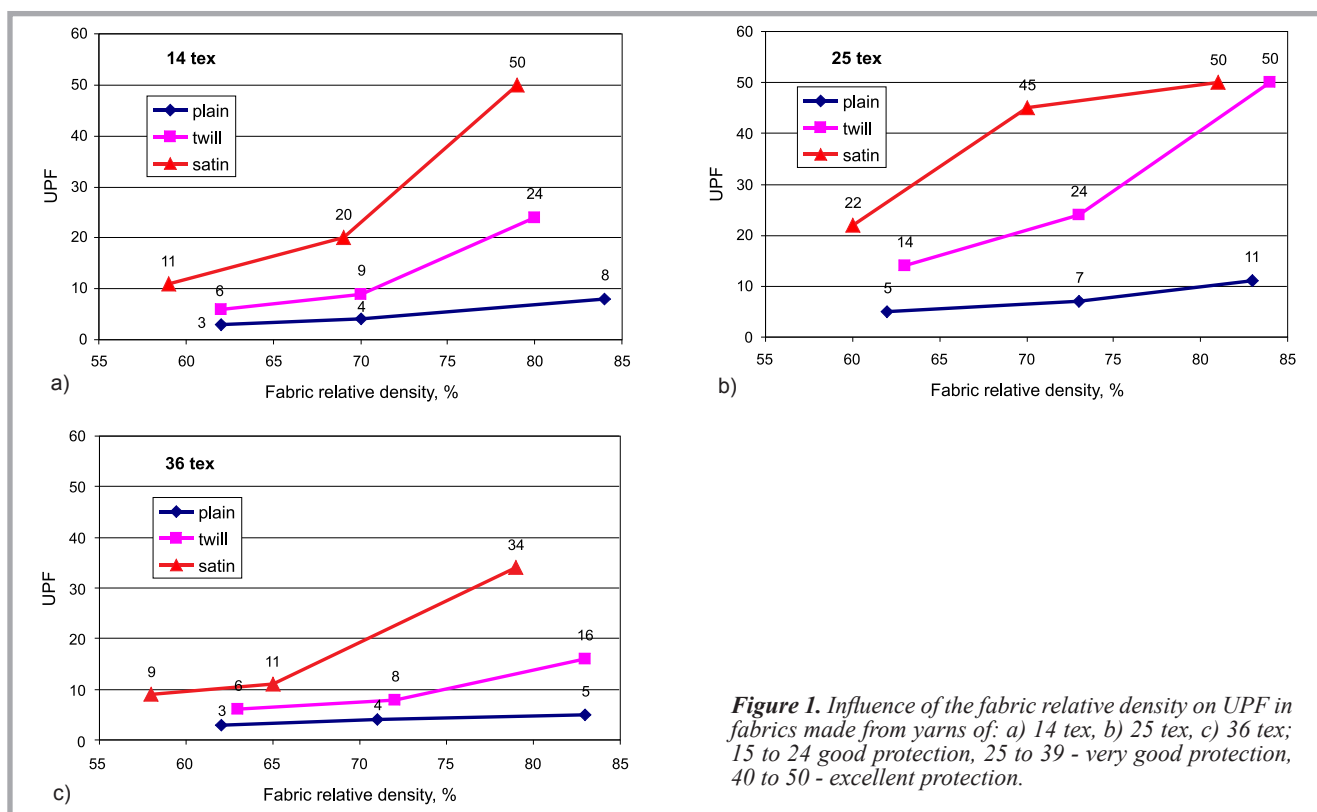 60
50
40
30
20
10
0
UPF
14 tex
plain
twill
satin
11
20
50
6
9
24
3
4
8
55 60 65 70 75 80 85
Fabric relative density, %
a)
60
50
40
30
20
10
0
UPF
25 tex
plain
twill
satin
22
45
50
14
24
50
5
7
11
55 60 65 70 75 80 85
Fabric relative density, %
b)
60
50
40
30
20
10
0
UPF
36 tex
plain
twill
satin
9
11
34
6
8
16
3
4
5
55 60 65 70 75 80 85
Fabric relative density, %
c)
Figure 1. Influence of the fabric relative density on UPF in
fabrics made from yarns of: a) 14 tex, b) 25 tex, c) 36 tex;
15 to 24 good protection, 25 to 39 - very good protection,
40 to 50 - excellent protection.